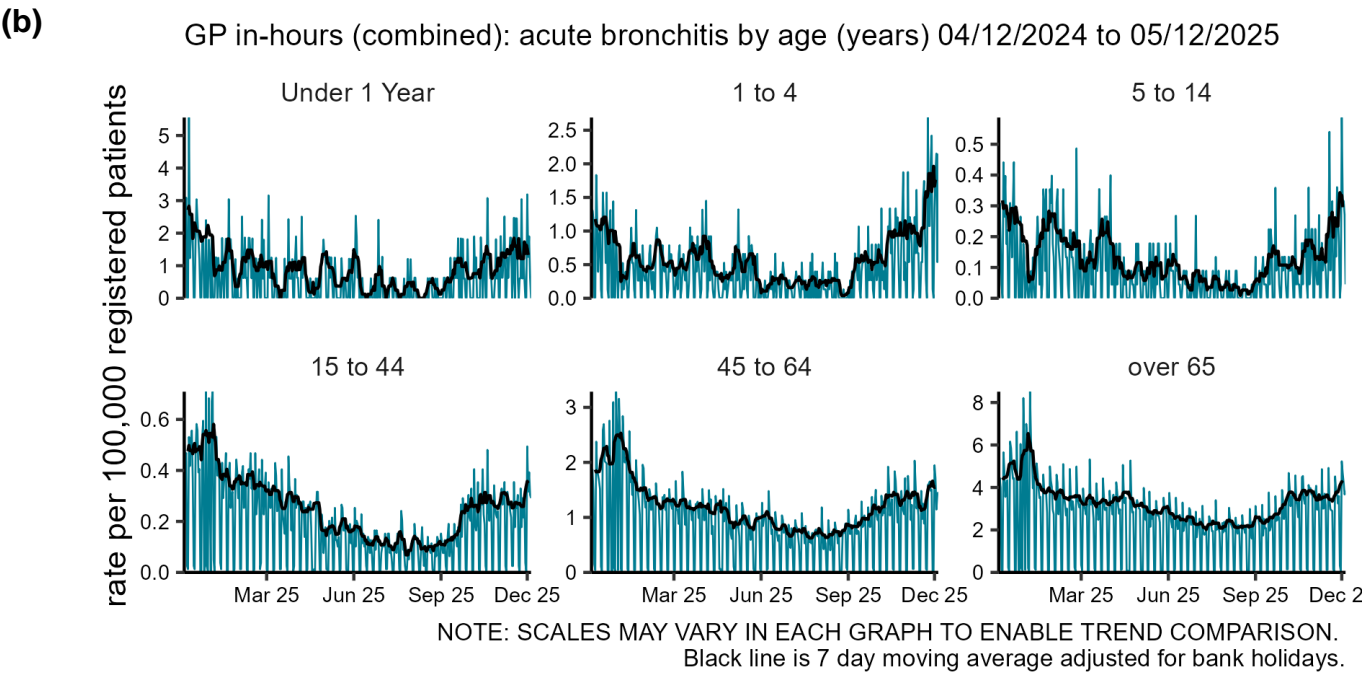 (b)
GP in-hours (combined): acute bronchitis by age (years) 04/12/2024 to 05/12/2025
rate per 100,000 registered patients
Under 1 Year
5
4
3
2
1
0
1 to 4
2.5
2.0
1.5
1.0
0.5
0.0
5 to 14
0.5
0.4
0.3
0.2
0.1
0.0
15 to 44
0.6
0.4
0.2
0.0
Mar 25 Jun 25 Sep 25 Dec 25
45 to 64
3
2
1
0
Mar 25 Jun 25 Sep 25 Dec 25
over 65
8
6
4
2
0
Mar 25 Jun 25 Sep 25 Dec 2
NOTE: SCALES MAY VARY IN EACH GRAPH TO ENABLE TREND COMPARISON.
Black line is 7 day moving average adjusted for bank holidays.